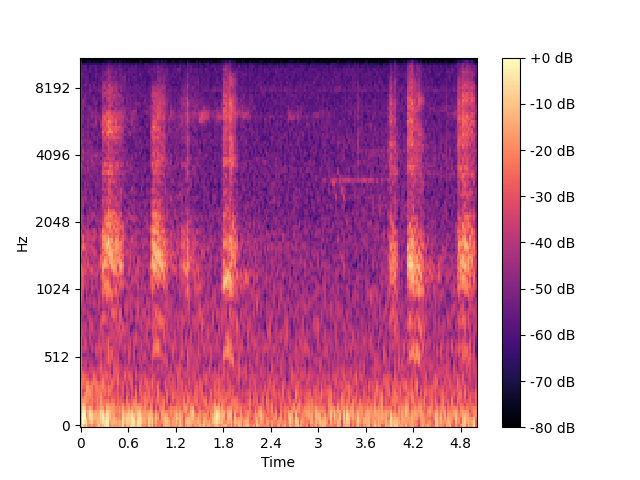 +0 dB
8192
-10 dB
4096
-20 dB
-30 dB
2048
-40 dB
Hz
-50 dB
1024
-60 dB
512
-70 dB
0
-80 dB
0 0.6 1.2 1.8 2.4 3 3.6 4.2 4.8
Time